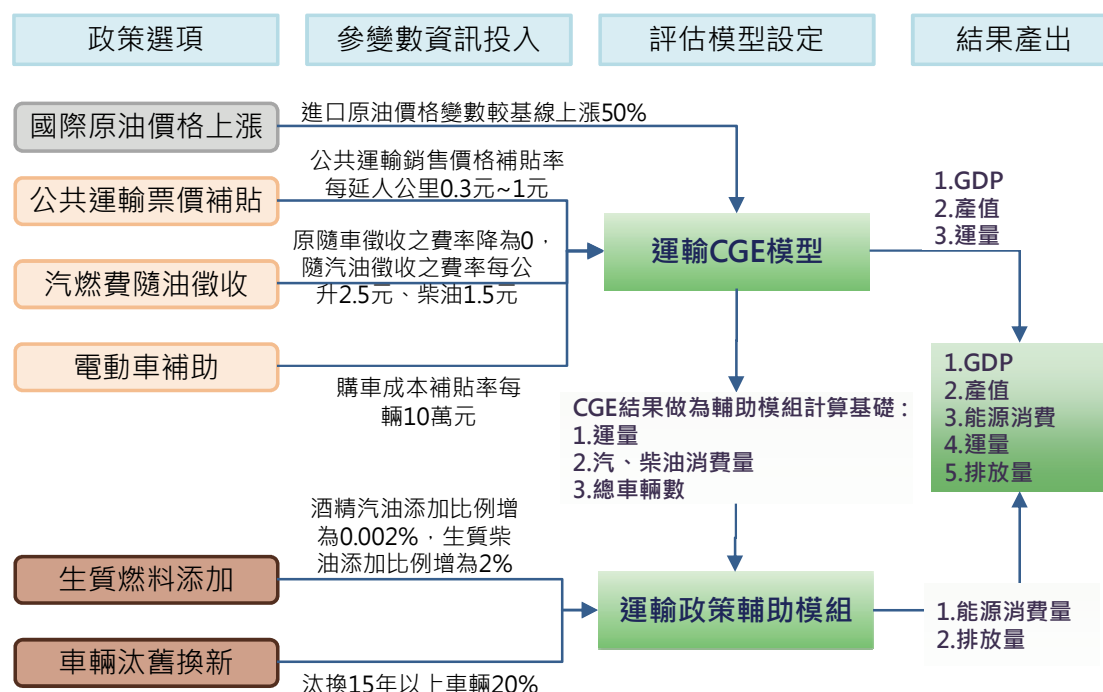 政策選項
參變數資訊投入
評估模型設定
結果產出
國際原油價格上漲
進口原油價格變數較基線上漲50%
公共運輸票價補貼
公共運輸銷售價格補貼率
每延人公里0.3元~1元
汽燃費隨油徵收
原隨車徵收之費率降為0，
隨汽油徵收之費率每公
升2.5元、柴油1.5元
電動車補助
購車成本補貼率每
輛10萬元
運輸CGE模型
1.GDP
2.產值
3.運量
CGE結果做為輔助模組計算基礎：
1.運量
2.汽、柴油消費量
3.總車輛數
1.GDP
2.產值
3.能源消費
4.運量
5.排放量
生質燃料添加
酒精汽油添加比例增
為0.002%，生質柴
油添加比例增為2%
車輛汰舊換新
汰換15年以上車輛20%
運輸政策輔助模組
1.能源消費量
2.排放量